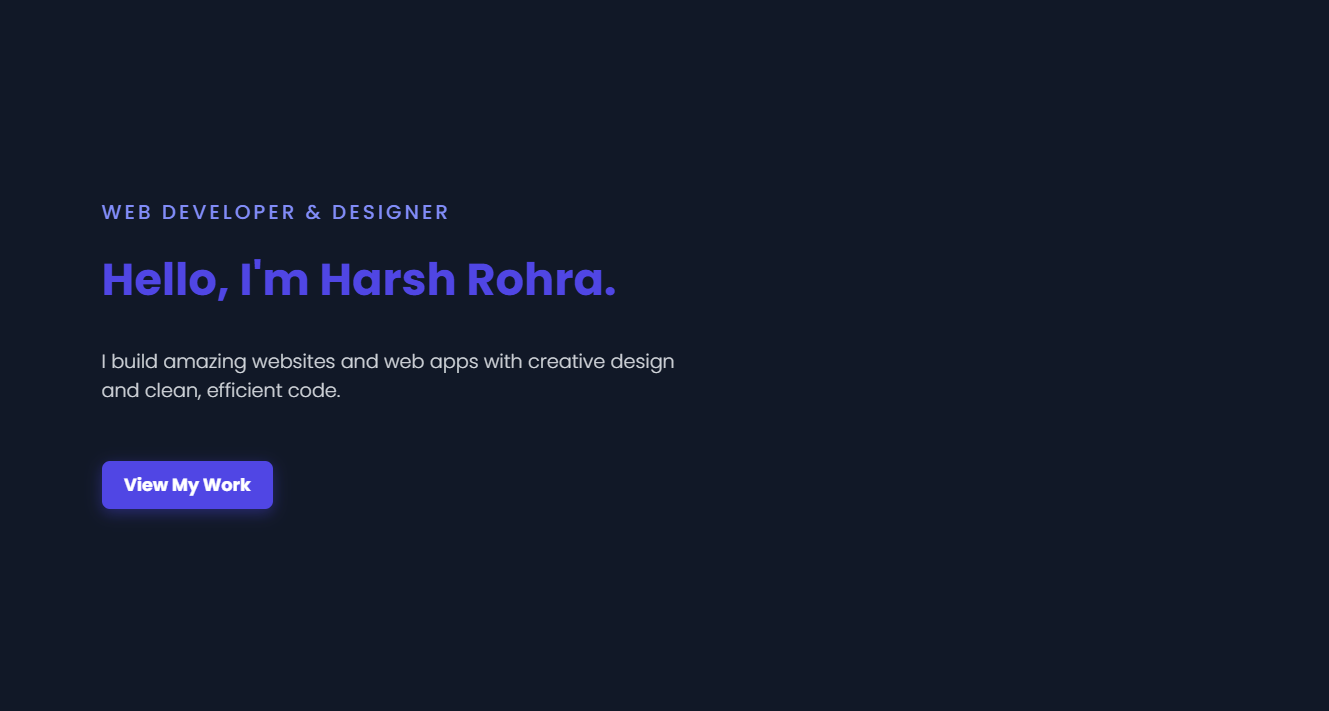 WEB DEVELOPER & DESIGNER
Hello, I'm Harsh Rohra.
I build amazing websites and web apps with creative design
and clean, efficient code.
View My Work